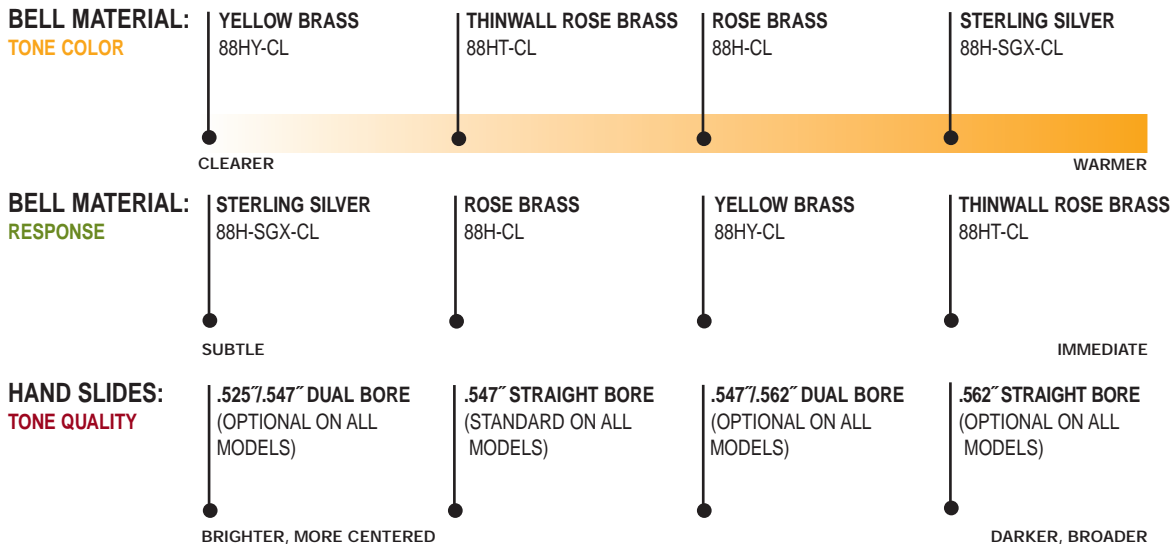 BELL MATERIAL:
TONE COLOR
YELLOW BRASS
88HY-CL
THINWALL ROSE BRASS
88HT-CL
ROSE BRASS
88H-CL
STERLING SILVER
88H-SGX-CL
CLEARER
WARMER
BELL MATERIAL:
RESPONSE
STERLING SILVER
88H-SGX-CL
ROSE BRASS
88H-CL
YELLOW BRASS
88HY-CL
THINWALL ROSE BRASS
88HT-CL
SUBTLE
IMMEDIATE
HAND SLIDES:
TONE QUALITY
.525˝/.547˝ DUAL BORE
(OPTIONAL ON ALL
MODELS)
.547˝ STRAIGHT BORE
(STANDARD ON ALL
MODELS)
.547˝/.562˝ DUAL BORE
(OPTIONAL ON ALL
MODELS)
.562˝ STRAIGHT BORE
(OPTIONAL ON ALL
MODELS)
BRIGHTER, MORE CENTERED
DARKER, BROADER